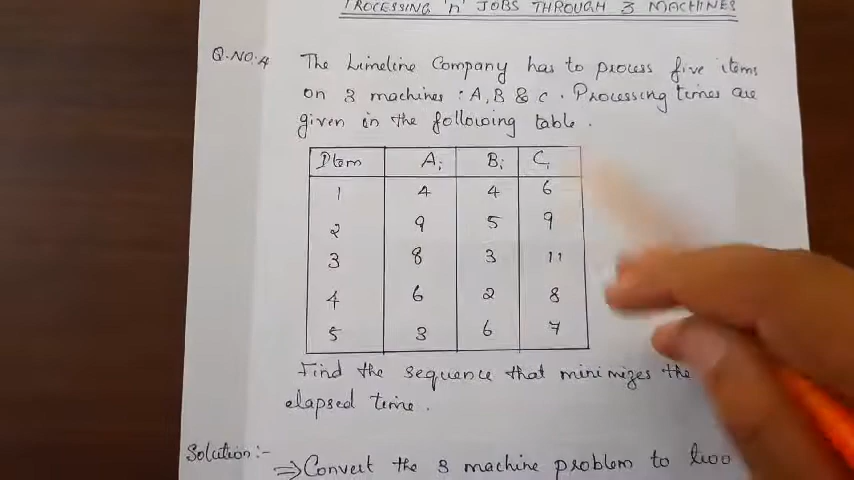 PROCESSING 'n' JOBS THROUGH 3 MACHINES
Q.NO:4 The Limeline Company has to process five items
on 3 machines : A, B & C. Processing times are
given in the following table.
Item Ai Bi Ci
1 4 4 6
2 9 5 9
3 8 3 11
4 6 2 8
5 3 6 7
Find the sequence that minimizes the
elapsed time.
Solution:-
⇒ Convert the 3 machine problem to two